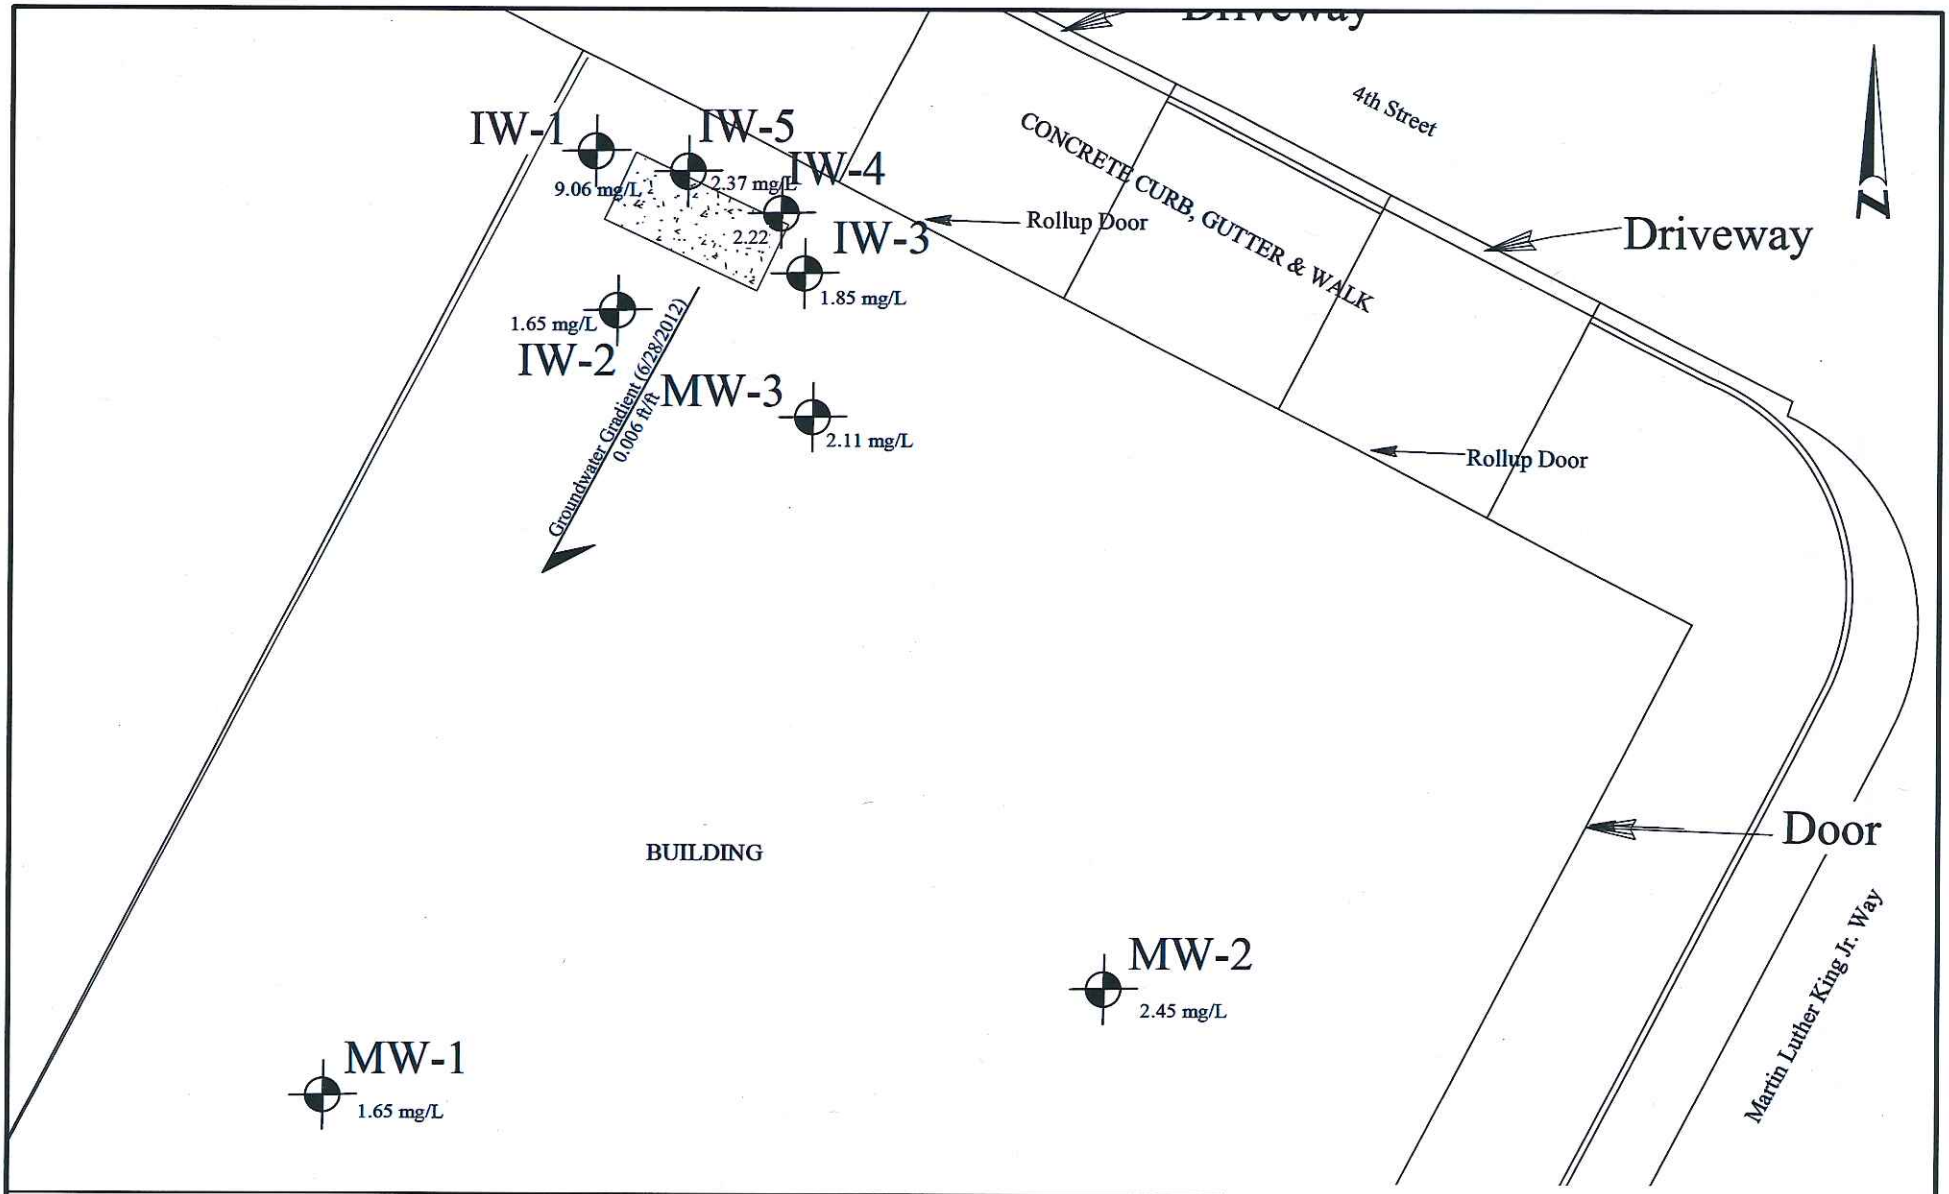 Driveway
4th Street
IW-1
IW-5
IW-4
CONCRETE CURB, GUTTER & WALK
9.06 mg/L
2.37 mg/L
Rollup Door
Driveway
2.22
IW-3
1.85 mg/L
1.65 mg/L
IW-2
Groundwater Gradient (6/28/2012)
0.006 ft/ft
MW-3
2.11 mg/L
Rollup Door
BUILDING
Door
Martin Luther King Jr. Way
MW-2
2.45 mg/L
MW-1
1.65 mg/L
N